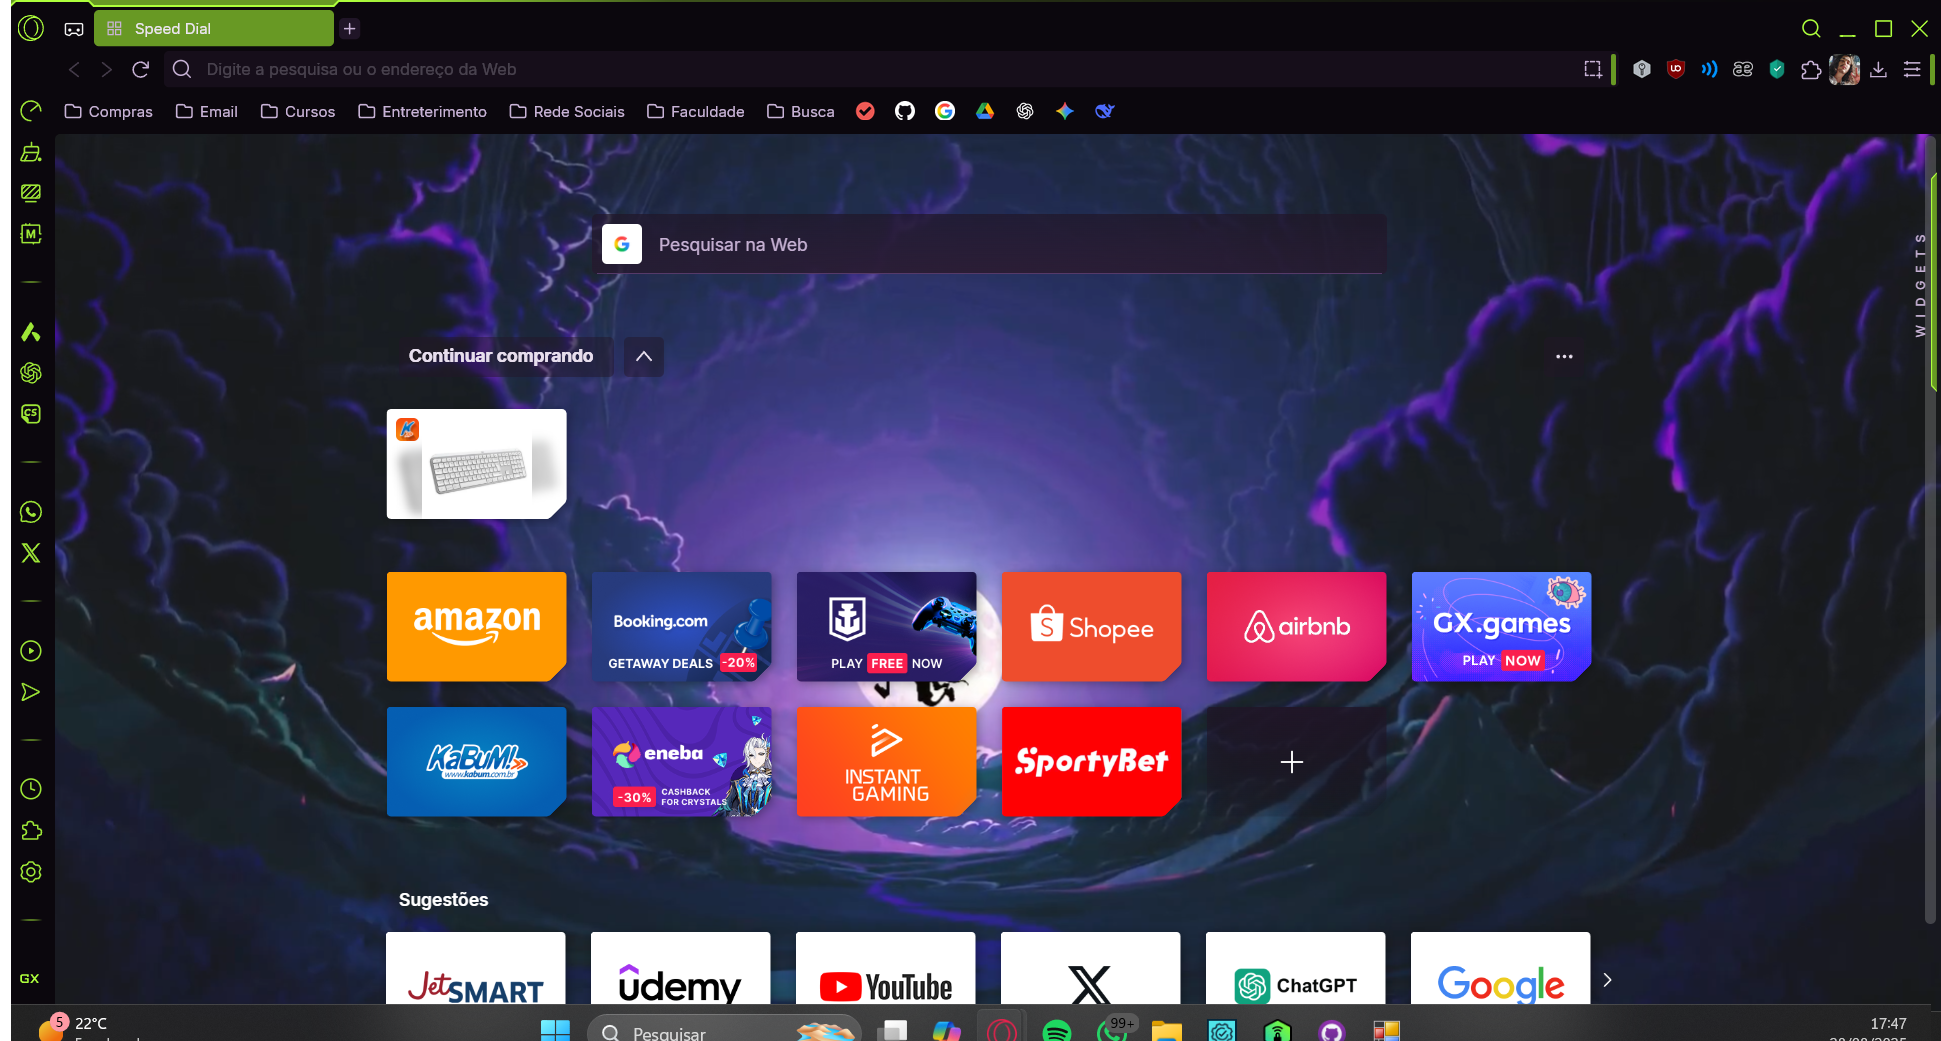 Speed Dial
Digite a pesquisa ou o endereço da Web
Compras Email Cursos Entreterimento Rede Sociais Faculdade Busca
WIDGETS
Pesquisar na Web
Continuar comprando
amazon
Booking.com
GETAWAY DEALS -20%
PLAY FREE NOW
Shopee
airbnb
GX.games
PLAY NOW
KaBuM!
www.kabum.com.br
eneba
-30% CASHBACK
FOR CRYSTALS
INSTANT
GAMING
SportyBet
Sugestões
JetSMART
ûdemy
YouTube
X
ChatGPT
Google
GX
5
22°C
Pesquisar
99+
17:47